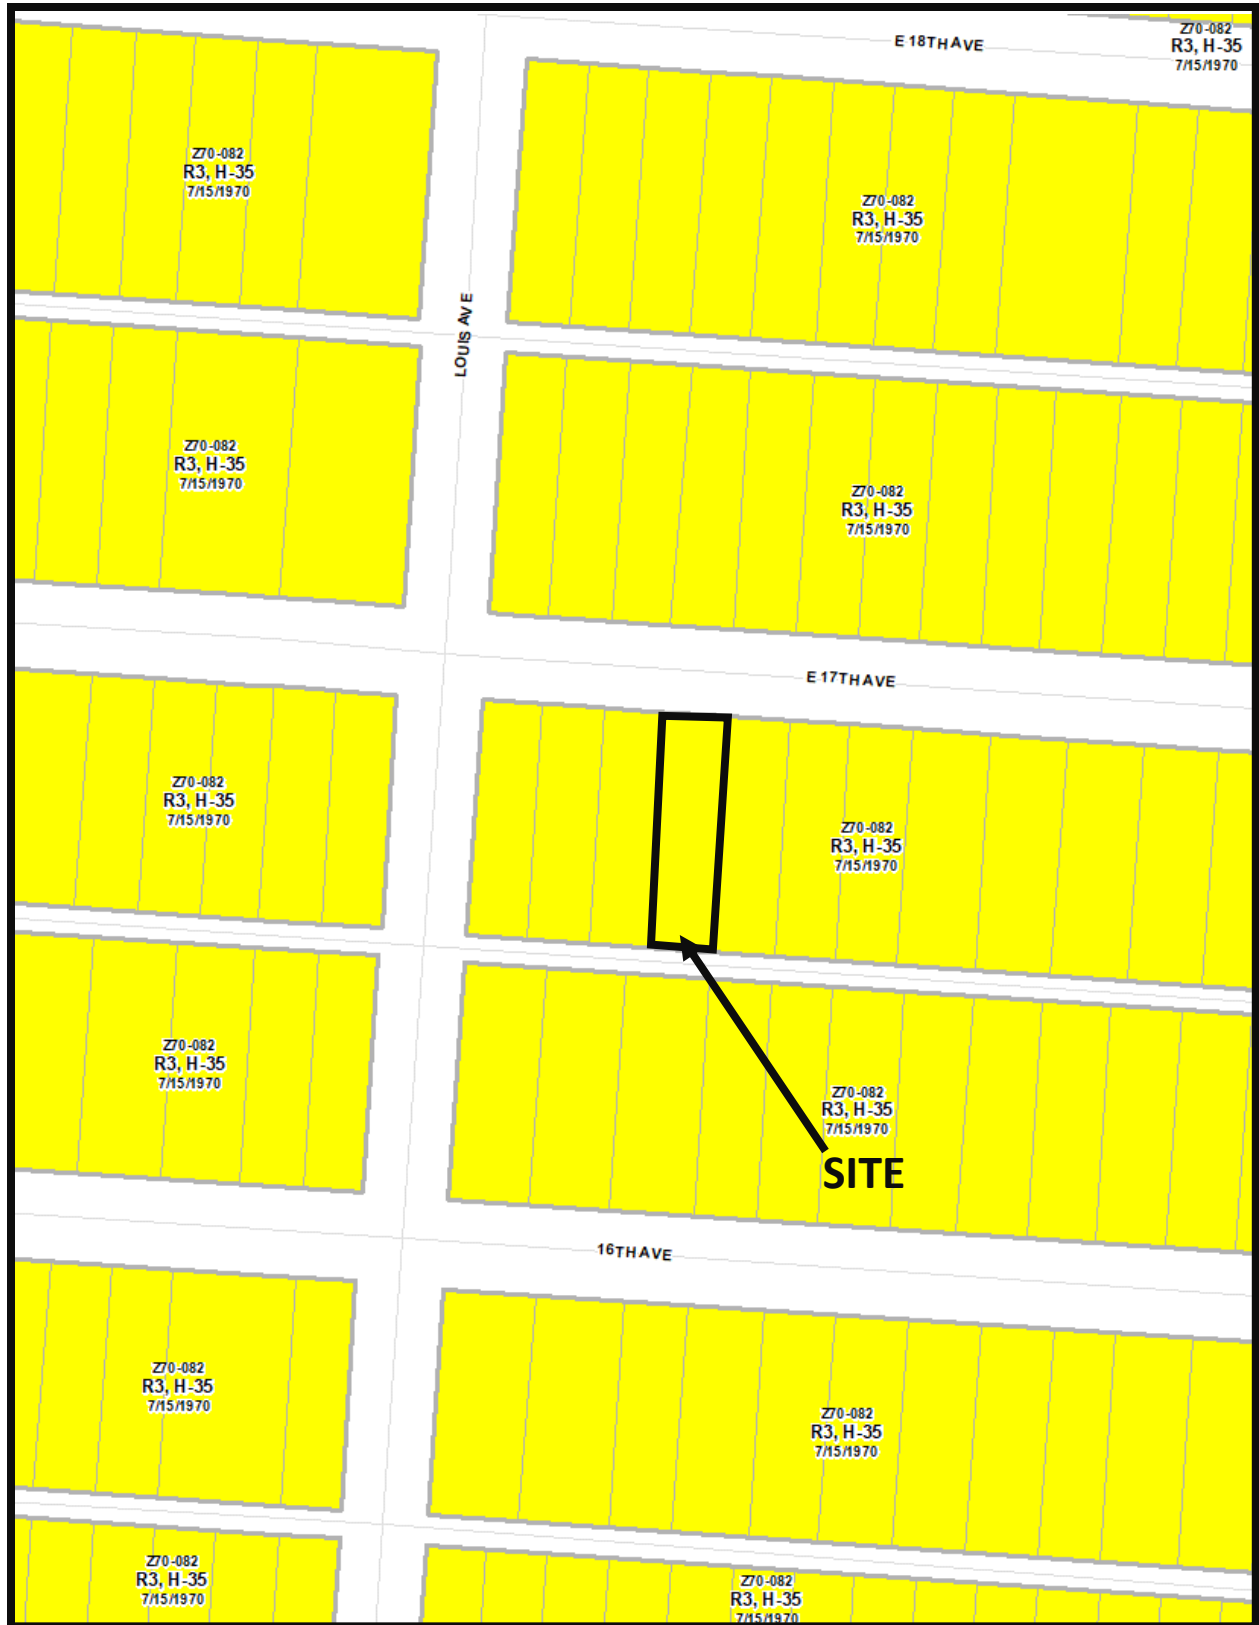 E 18TH AVE
Z70-082
R3, H-35
7/15/1970
Z70-082
R3, H-35
7/15/1970
Z70-082
R3, H-35
7/15/1970
LOUIS AVE
Z70-082
R3, H-35
7/15/1970
Z70-082
R3, H-35
7/15/1970
E 17TH AVE
Z70-082
R3, H-35
7/15/1970
Z70-082
R3, H-35
7/15/1970
Z70-082
R3, H-35
7/15/1970
Z70-082
R3, H-35
7/15/1970
SITE
16TH AVE
Z70-082
R3, H-35
7/15/1970
Z70-082
R3, H-35
7/15/1970
Z70-082
R3, H-35
7/15/1970
Z70-082
R3, H-35
7/15/1970